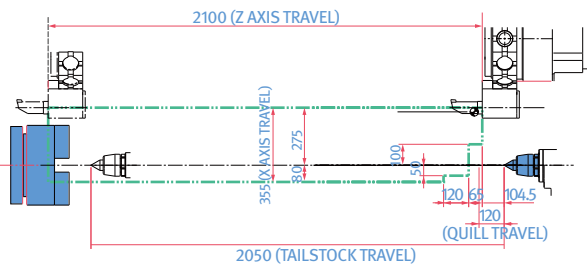 2100 (Z AXIS TRAVEL)
355(X AXIS TRAVEL)
275
80
100
50
120
65
104.5
120
(QUILL TRAVEL)
2050 (TAILSTOCK TRAVEL)